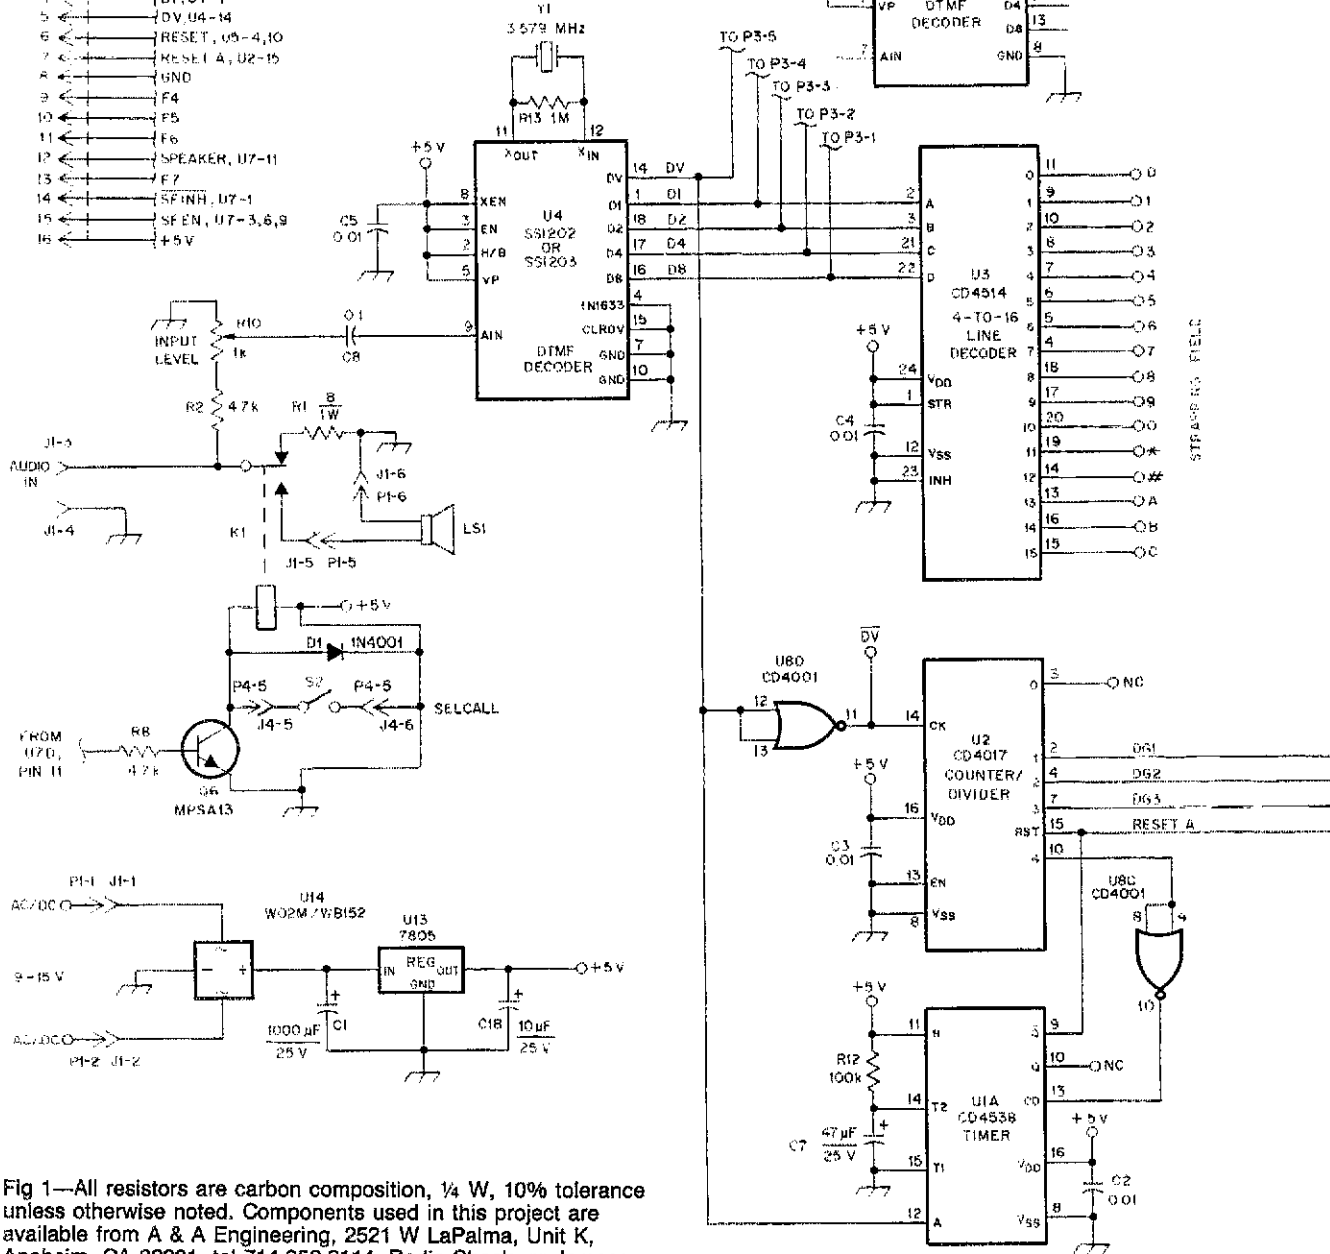 5 DV, U4-14
6 RESET, U5-4,10
7 RESET A, U2-15
8 GND
9 F4
10 F5
11 F6
12 SPEAKER, U7-11
13 F7
14 SFINH, U7-1
15 SFEN, U7-3,6,9
16 +5V
Y1
3.579 MHz
R13 1M
11 12
XOUT XIN
+5V
C5
0.01
8 XEN
3 EN
2 H/B
5 VP
9 AIN
U4
SSI202
OR
SSI203
DTMF
DECODER
DV 14 DV
D1 1 D1
D2 18 D2
D4 17 D4
D8 16 D8
IN1633 4
CLRDV 15
GND 7
GND 10
TO P3-5
TO P3-4
TO P3-3
TO P3-2
TO P3-1
VP
7 AIN
DTMF
DECODER
D4
D8 13
GND 8
2 A
3 B
21 C
22 D
U3
CD4514
4-TO-16
LINE
DECODER
+5V
C4
0.01
24 VDD
1 STR
12 VSS
23 INH
0 11 D
1 9 1
2 10 2
3 8 3
4 7 4
5 6 5
6 5 6
7 4 7
8 18 8
9 17 9
10 20 0
11 19 *
12 14 #
13 13 A
14 16 B
15 15 C
STRAPPING FIELD
INPUT
LEVEL
R10
1k
0.1
C8
R2 47k
R1 8
1W
J1-3
AUDIO
IN
J1-4
J1-6
P1-6
LS1
K1
J1-5 P1-5
+5V
D1 1N4001
P4-5 S2 P4-5
J4-5 J4-6
SELCALL
FROM
U7D,
PIN 11
R8
4.7k
Q6
MPSA13
U8D
CD4001
12
13
11
DV
14 CK
U2
CD4017
COUNTER/
DIVIDER
+5V
16 VDD
C3
0.01
13 EN
8 VSS
0 3 NC
1 2 DG1
2 4 DG2
3 7 DG3
RST 15 RESET A
4 10
U8C
CD4001
8
10
P1-1 J1-1
AC/DC
9-15 V
AC/DC
P1-2 J1-2
U14
W02M/WB152
- +
U13
7805
IN REG OUT
GND
+5V
+
1000 µF
25 V
C1
+
C18
10 µF
25 V
+5V
11 B
R12
100k
14 T2
C7
47 µF
25 V
+
15 T1
12 A
U1A
CD4538
TIMER
9
Q 10 NC
CD 13
+5V
VDD 16
C2
0.01
VSS 8
Fig 1—All resistors are carbon composition, ¼ W, 10% tolerance
unless otherwise noted. Components used in this project are
available from A & A Engineering, 2521 W LaPalma, Unit K,